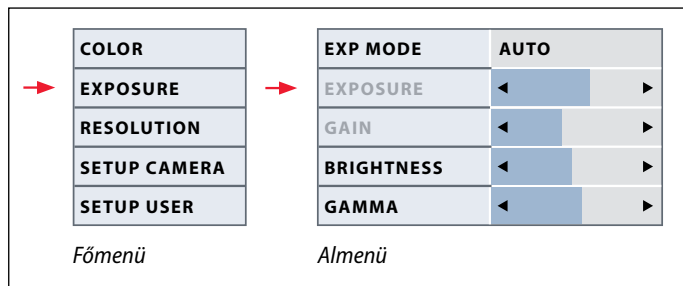 COLOR
EXPOSURE
RESOLUTION
SETUP CAMERA
SETUP USER
Főmenü
EXP MODE AUTO
EXPOSURE
GAIN
BRIGHTNESS
GAMMA
Almenü